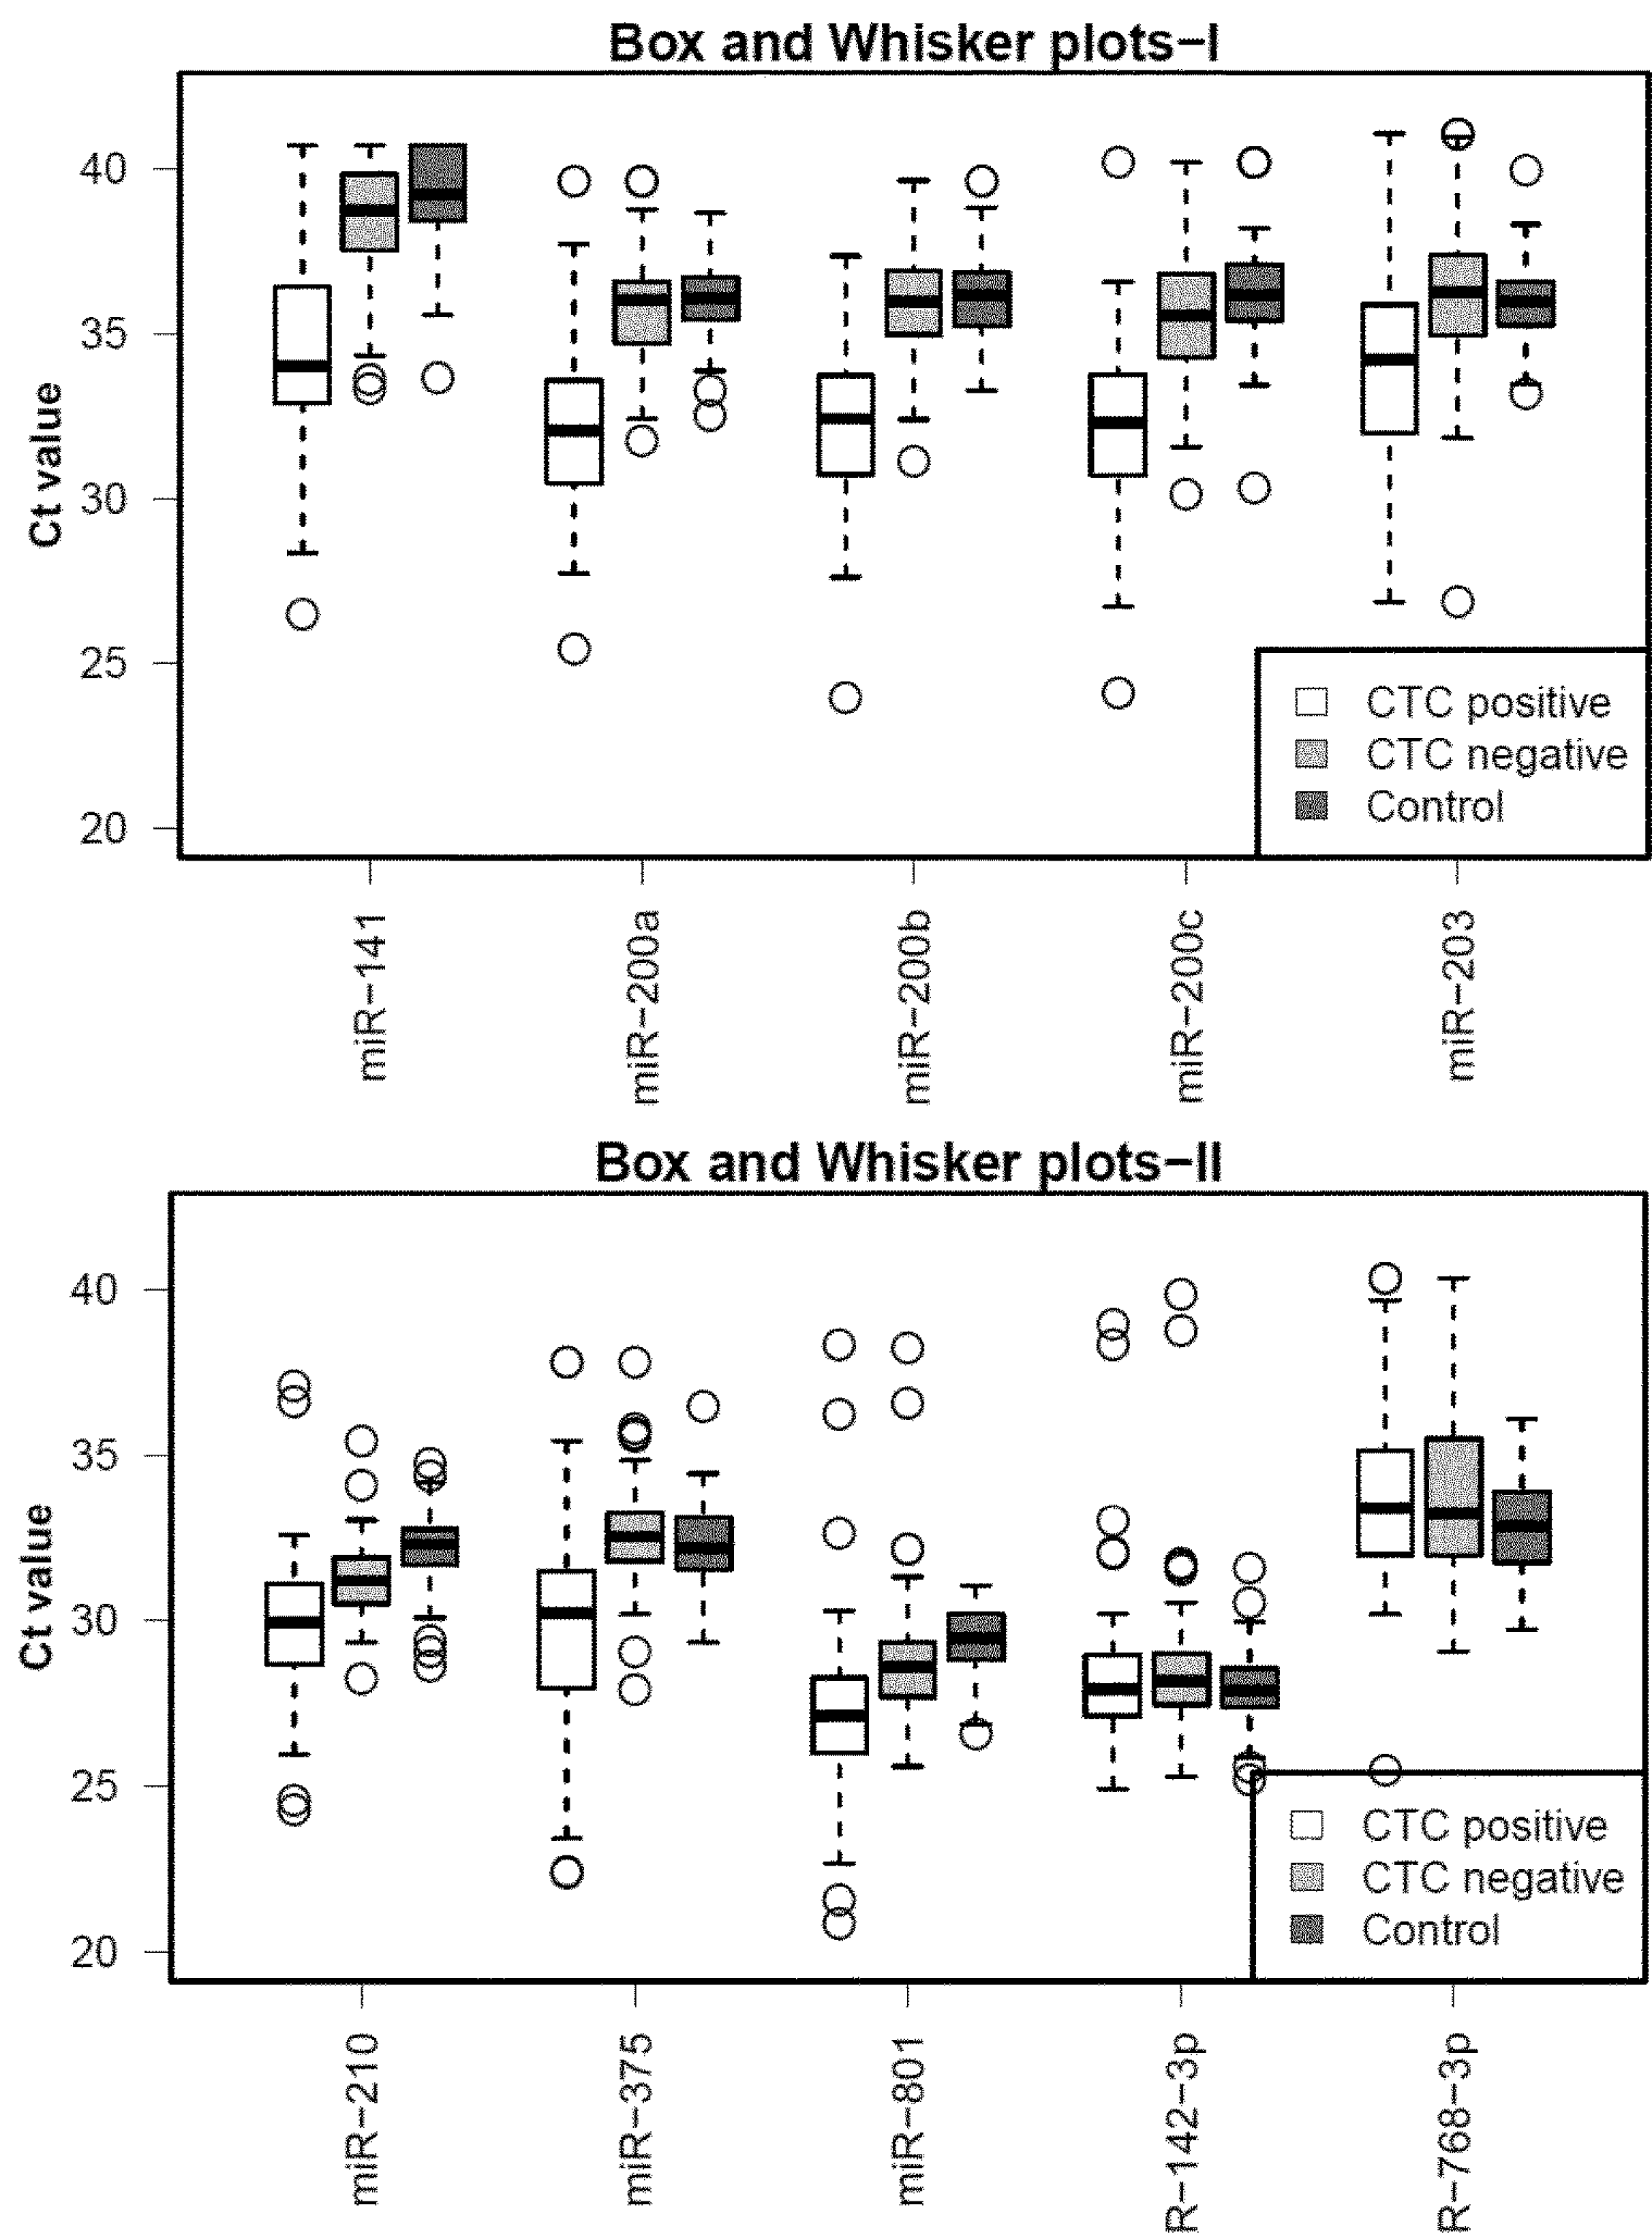 Box and Whisker plots−I
Ct value
40
35
30
25
20
CTC positive
CTC negative
Control
miR−141
miR−200a
miR−200b
miR−200c
miR−203
Box and Whisker plots−II
Ct value
40
35
30
25
20
CTC positive
CTC negative
Control
miR−210
miR−375
miR−801
R−142−3p
R−768−3p